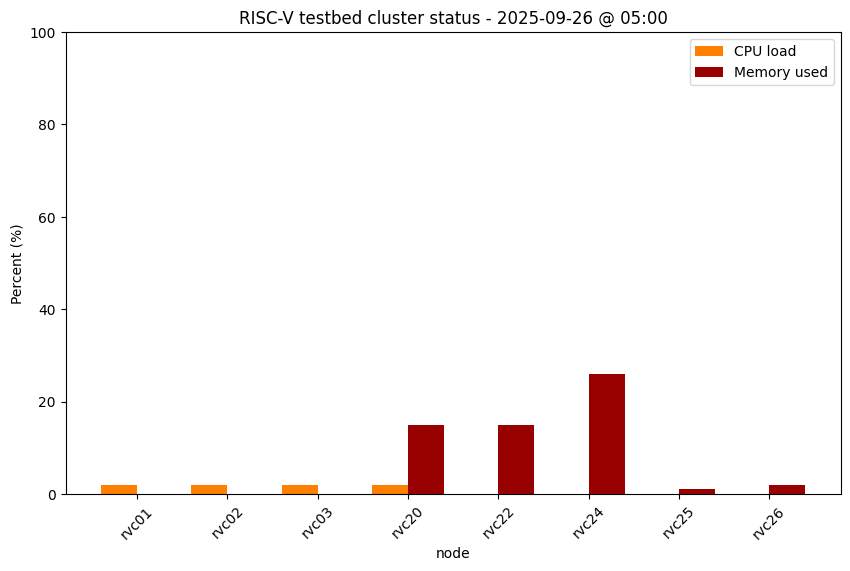 RISC-V testbed cluster status - 2025-09-26 @ 05:00
CPU load
Memory used
Percent (%)
100
80
60
40
20
0
rvc01
rvc02
rvc03
rvc20
rvc22
rvc24
rvc25
rvc26
node